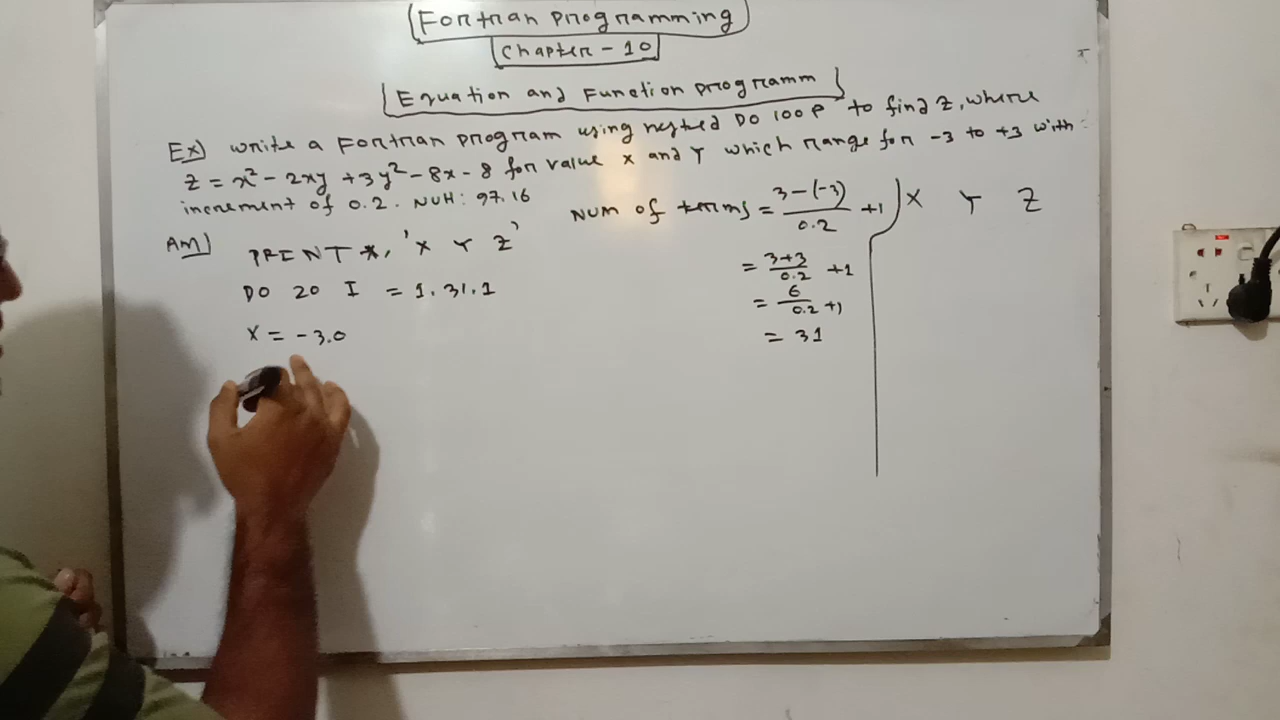 Fortran programming
Chapter - 10
Equation and Function programm
Ex) write a Fortran program using nested DO loop to find z, where
z = x² - 2xy + 3y² - 8x - 8 for value x and Y which range for -3 to +3 with
increment of 0.2. NUH: 97.16
Num of terms = 3-(-3)/0.2 + 1
X Y Z
Ans)
PRINT *, 'X Y Z'
= 3+3/0.2 + 1
DO 20 I = 1, 31, 1
= 6/0.2 + 1
X = -3.0
= 31